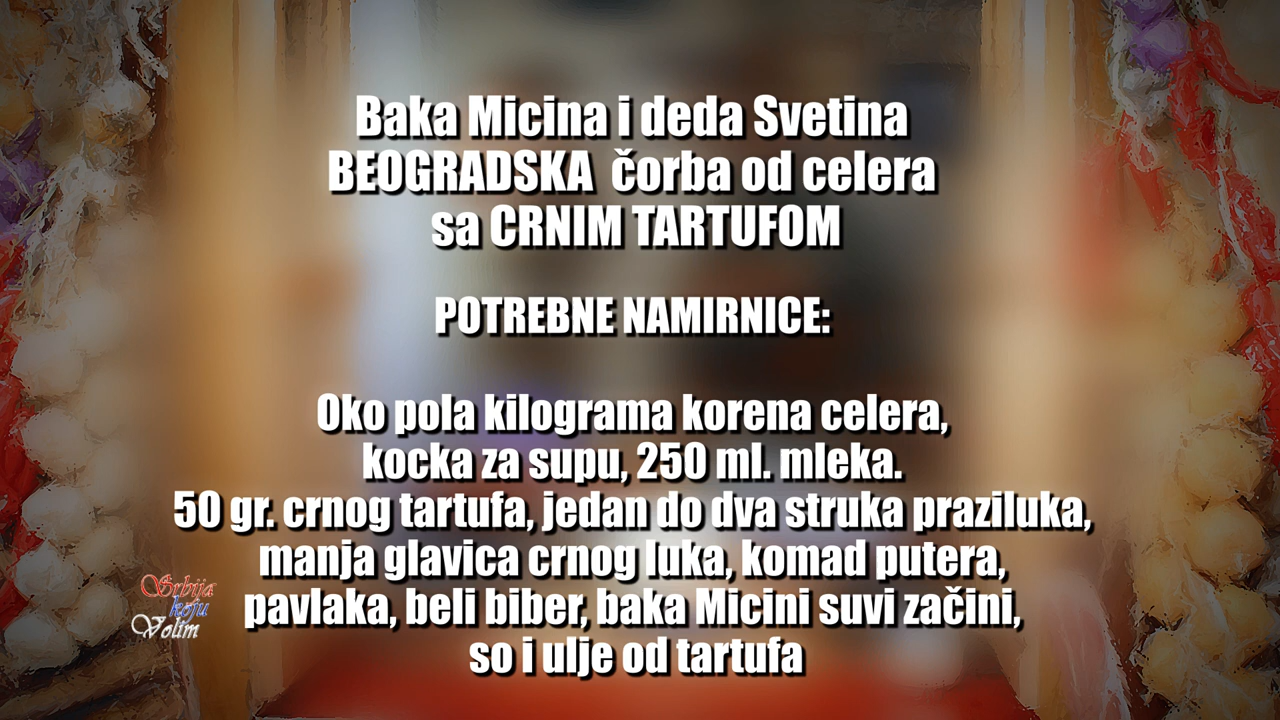 Baka Micina i deda Svetina
BEOGRADSKA čorba od celera
sa CRNIM TARTUFOM
POTREBNE NAMIRNICE:
Oko pola kilograma korena celera,
kocka za supu, 250 ml. mleka.
50 gr. crnog tartufa, jedan do dva struka praziluka,
manja glavica crnog luka, komad putera,
pavlaka, beli biber, baka Micini suvi začini,
so i ulje od tartufa
Srbija
koju
Volim